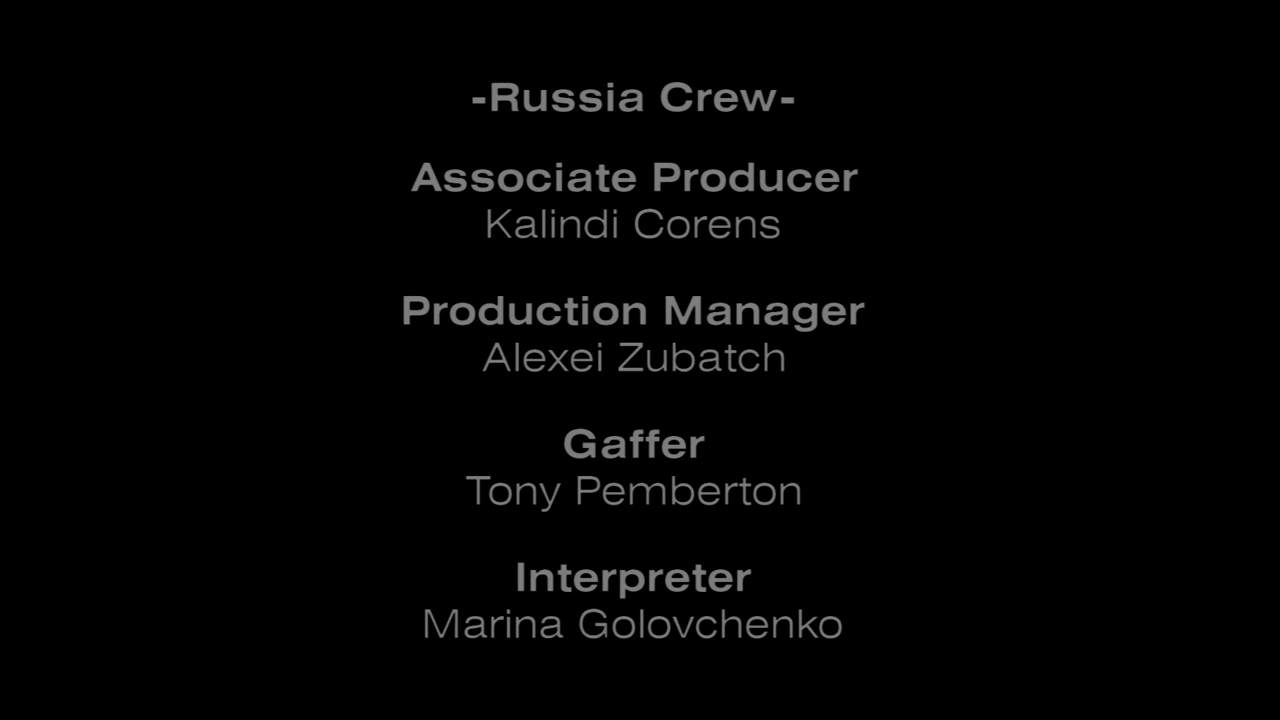 -Russia Crew-
Associate Producer
Kalindi Corens
Production Manager
Alexei Zubatch
Gaffer
Tony Pemberton
Interpreter
Marina Golovchenko